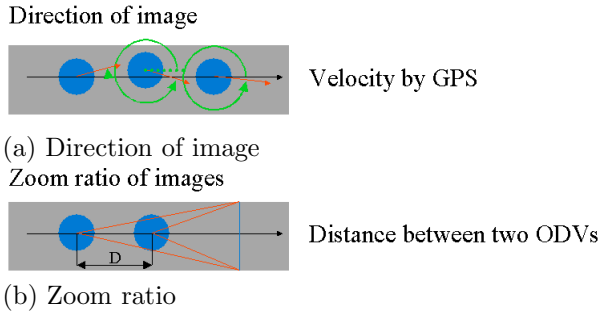 Direction of image
Velocity by GPS
(a) Direction of image
Zoom ratio of images
Distance between two ODVs
D
(b) Zoom ratio